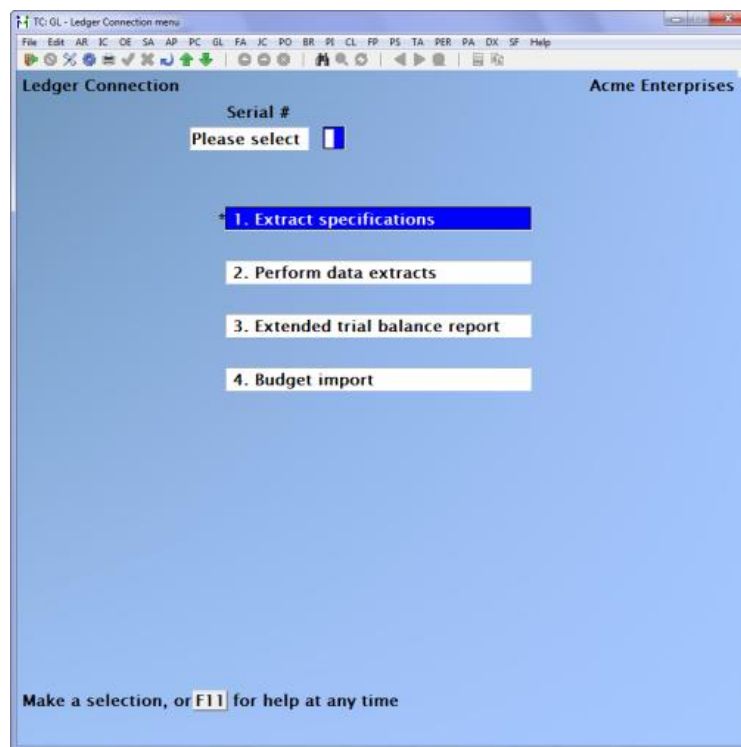 TC: GL - Ledger Connection menu
File Edit AR IC OE SA AP PC GL FA JC PO BR PI CL FP PS TA PER PA DX SF Help
Ledger Connection Acme Enterprises
Serial #
Please select
* 1. Extract specifications
2. Perform data extracts
3. Extended trial balance report
4. Budget import
Make a selection, or F11 for help at any time